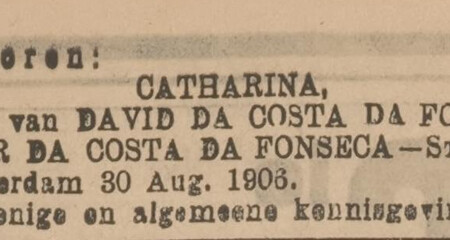 oren:
CATHARINA,
van DAVID DA COSTA DA FO
R DA COSTA DA FONSECA—St
erdam 30 Aug. 1906.
enige en algemeene kennisgevin